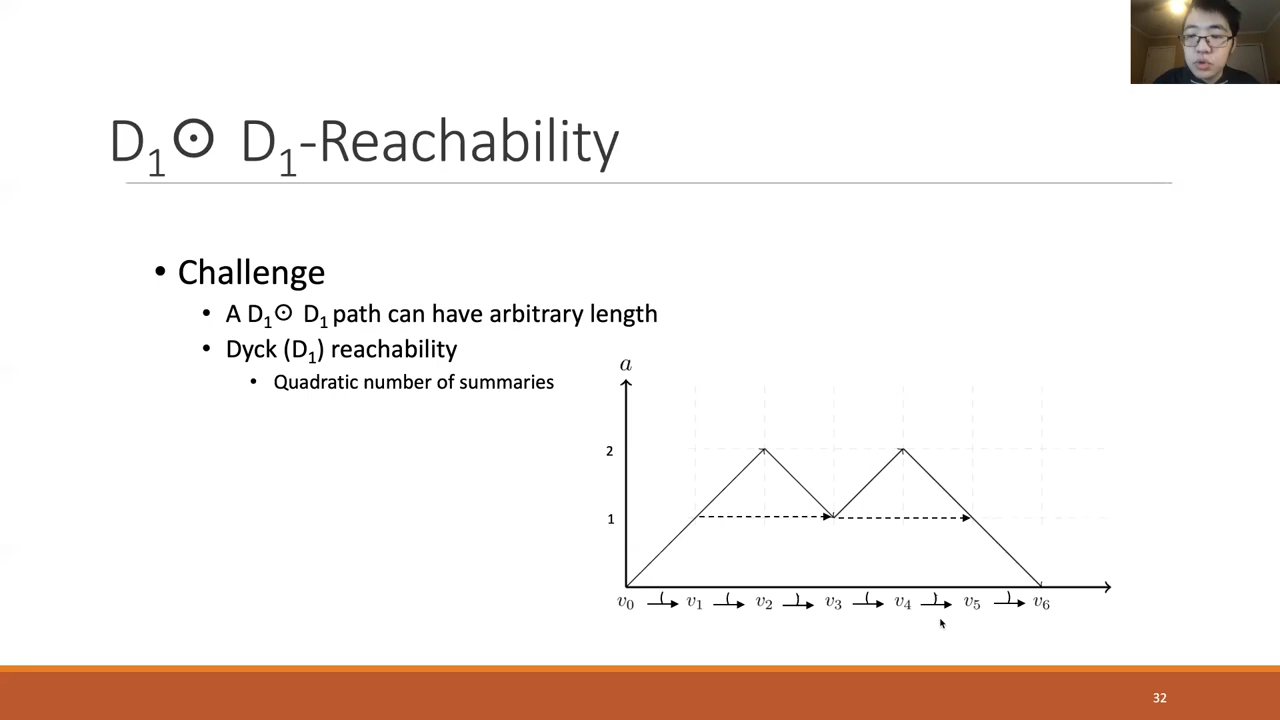 D₁⊙ D₁-Reachability
• Challenge
• A D₁⊙ D₁ path can have arbitrary length
• Dyck (D₁) reachability
• Quadratic number of summaries
a
2
1
v₀ ( v₁ ( v₂ ) v₃ ( v₄ ) v₅ ) v₆
32